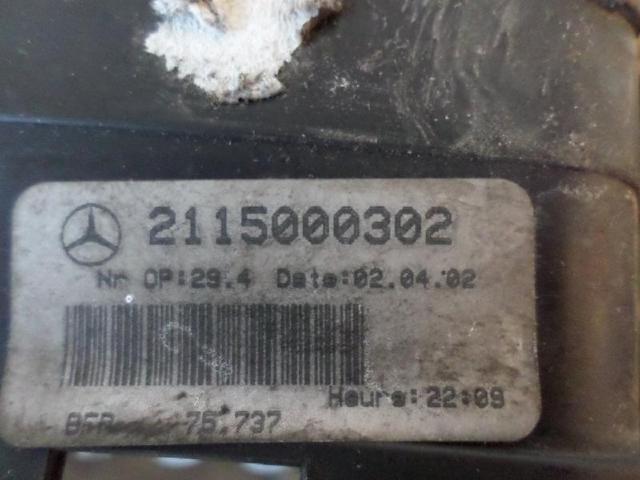 2115000302
Nr OP:29.4 Date:02.04.02
Heure:22:09
75.737